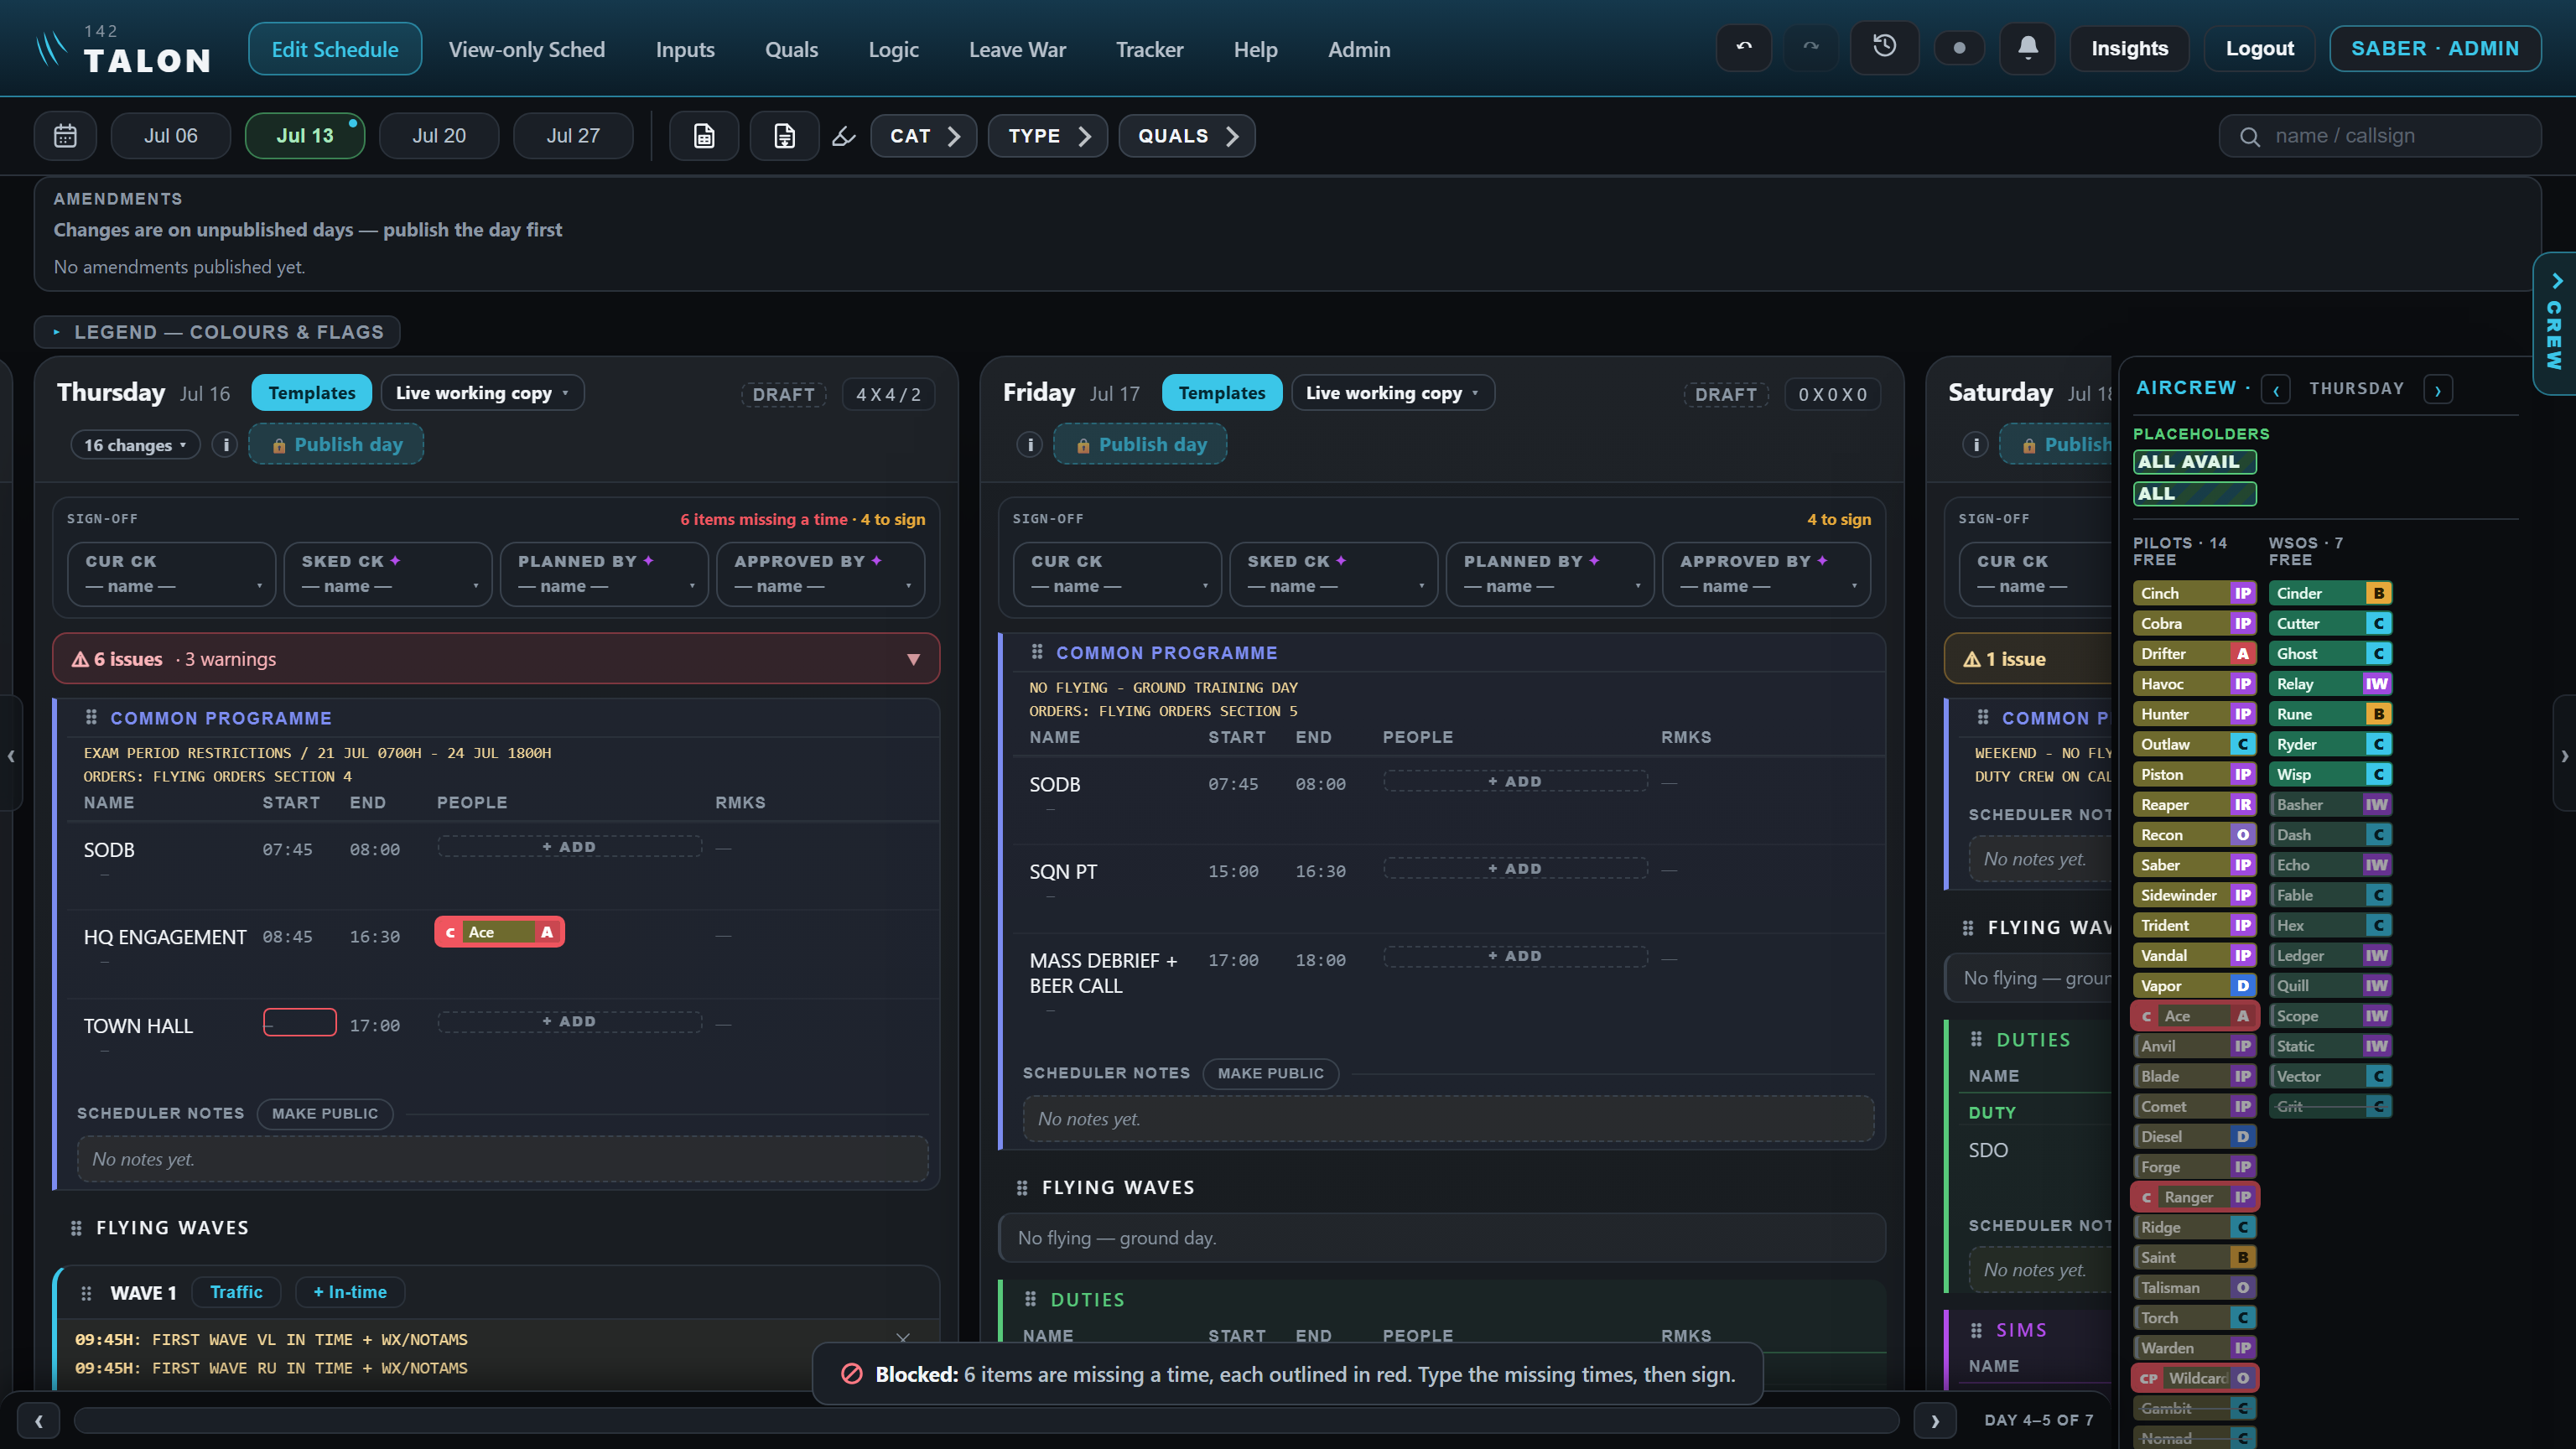 142
TALON
Edit Schedule
View-only Sched
Inputs
Quals
Logic
Leave War
Tracker
Help
Admin
Insights
Logout
SABER · ADMIN
Jul 06
Jul 13
Jul 20
Jul 27
CAT
TYPE
QUALS
name / callsign
AMENDMENTS
Changes are on unpublished days — publish the day first
No amendments published yet.
LEGEND — COLOURS & FLAGS
CREW
Thursday Jul 16
Templates
Live working copy
DRAFT
4 X 4 / 2
16 changes
i
Publish day
SIGN-OFF
6 items missing a time · 4 to sign
CUR CK
— name —
SKED CK
— name —
PLANNED BY
— name —
APPROVED BY
— name —
6 issues · 3 warnings
COMMON PROGRAMME
EXAM PERIOD RESTRICTIONS / 21 JUL 0700H - 24 JUL 1800H
ORDERS: FLYING ORDERS SECTION 4
NAME START END PEOPLE RMKS
SODB 07:45 08:00 + ADD —
—
HQ ENGAGEMENT 08:45 16:30 C Ace A —
—
TOWN HALL — 17:00 + ADD —
—
SCHEDULER NOTES MAKE PUBLIC
No notes yet.
FLYING WAVES
WAVE 1 Traffic + In-time
09:45H: FIRST WAVE VL IN TIME + WX/NOTAMS
09:45H: FIRST WAVE RU IN TIME + WX/NOTAMS
Friday Jul 17
Templates
Live working copy
DRAFT
0 X 0 X 0
i
Publish day
SIGN-OFF
4 to sign
CUR CK
— name —
SKED CK
— name —
PLANNED BY
— name —
APPROVED BY
— name —
COMMON PROGRAMME
NO FLYING - GROUND TRAINING DAY
ORDERS: FLYING ORDERS SECTION 5
NAME START END PEOPLE RMKS
SODB 07:45 08:00 + ADD —
—
SQN PT 15:00 16:30 + ADD —
—
MASS DEBRIEF + BEER CALL 17:00 18:00 + ADD —
—
SCHEDULER NOTES MAKE PUBLIC
No notes yet.
FLYING WAVES
No flying — ground day.
DUTIES
NAME START END PEOPLE RMKS
Saturday Jul 18
i
Publish
SIGN-OFF
CUR CK
— name —
1 issue
COMMON P
WEEKEND - NO FLY
DUTY CREW ON CAL
SCHEDULER NOT
No notes yet.
FLYING WAV
No flying — groun
DUTIES
NAME
DUTY
SDO
SCHEDULER NOT
No notes yet.
SIMS
NAME
AIRCREW · THURSDAY
PLACEHOLDERS
ALL AVAIL
ALL
PILOTS · 14 FREE
Cinch IP
Cobra IP
Drifter A
Havoc IP
Hunter IP
Outlaw C
Piston IP
Reaper IR
Recon O
Saber IP
Sidewinder IP
Trident IP
Vandal IP
Vapor D
C Ace A
Anvil IP
Blade IP
Comet IP
Diesel D
Forge IP
C Ranger IP
Ridge C
Saint B
Talisman O
Torch C
Warden IP
CP Wildcard O
Gambit C
Nomad C
WSOS · 7 FREE
Cinder B
Cutter C
Ghost C
Relay IW
Rune B
Ryder C
Wisp C
Basher IW
Dash C
Echo IW
Fable C
Hex C
Ledger IW
Quill IW
Scope IW
Static IW
Vector C
Grit C
Blocked: 6 items are missing a time, each outlined in red. Type the missing times, then sign.
DAY 4–5 OF 7